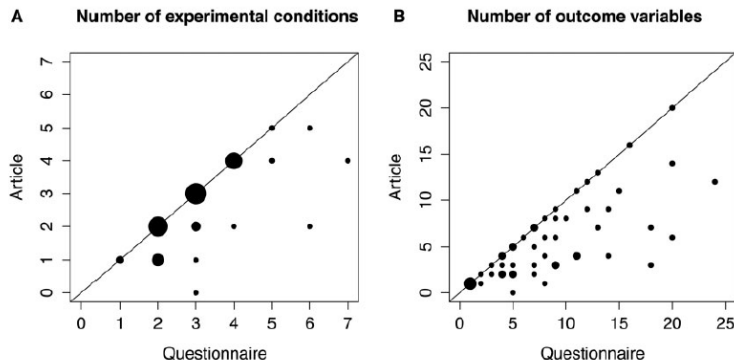 A Number of experimental conditions
7
6
5
4
3
2
1
0
Article
0 1 2 3 4 5 6 7
Questionnaire
B Number of outcome variables
25
20
15
10
5
0
Article
0 5 10 15 20 25
Questionnaire